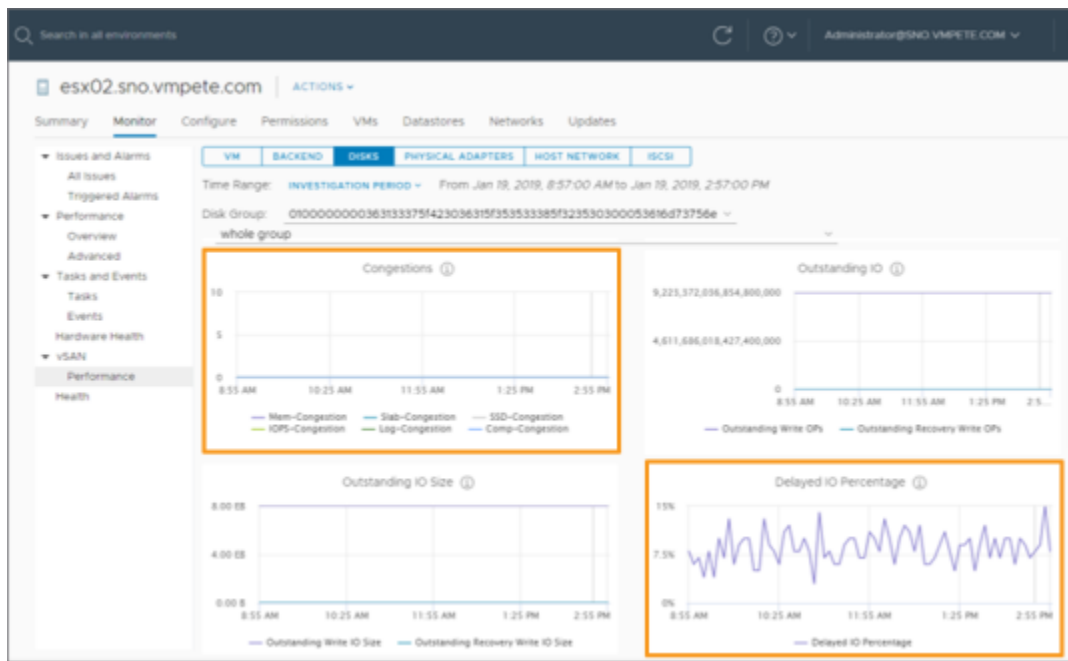 Search in all environments
Administrator@SNO.VMPETE.COM
esx02.sno.vmpete.com ACTIONS
Summary Monitor Configure Permissions VMs Datastores Networks Updates
Issues and Alarms
All Issues
Triggered Alarms
Performance
Overview
Advanced
Tasks and Events
Tasks
Events
Hardware Health
vSAN
Performance
Health
VM BACKEND DISKS PHYSICAL ADAPTERS HOST NETWORK ISCSI
Time Range: INVESTIGATION PERIOD From Jan 19, 2019, 8:57:00 AM to Jan 19, 2019, 2:57:00 PM
Disk Group:
whole group
Congestions
10
5
0
8:55 AM 10:25 AM 11:55 AM 1:25 PM 2:55 PM
Mem-Congestion Slab-Congestion SSD-Congestion
IOPS-Congestion Log-Congestion Comp-Congestion
Outstanding IO
9,223,372,036,854,800,000
4,611,686,018,427,400,000
0
8:55 AM 10:25 AM 11:55 AM 1:25 PM 2:5...
Outstanding Write OPs Outstanding Recovery Write OPs
Outstanding IO Size
8.00 EB
4.00 EB
0.00 B
8:55 AM 10:25 AM 11:55 AM 1:25 PM 2:55 PM
Outstanding Write IO Size Outstanding Recovery Write IO Size
Delayed IO Percentage
15%
7.5%
0%
8:55 AM 10:25 AM 11:55 AM 1:25 PM 2:55 PM
Delayed IO Percentage